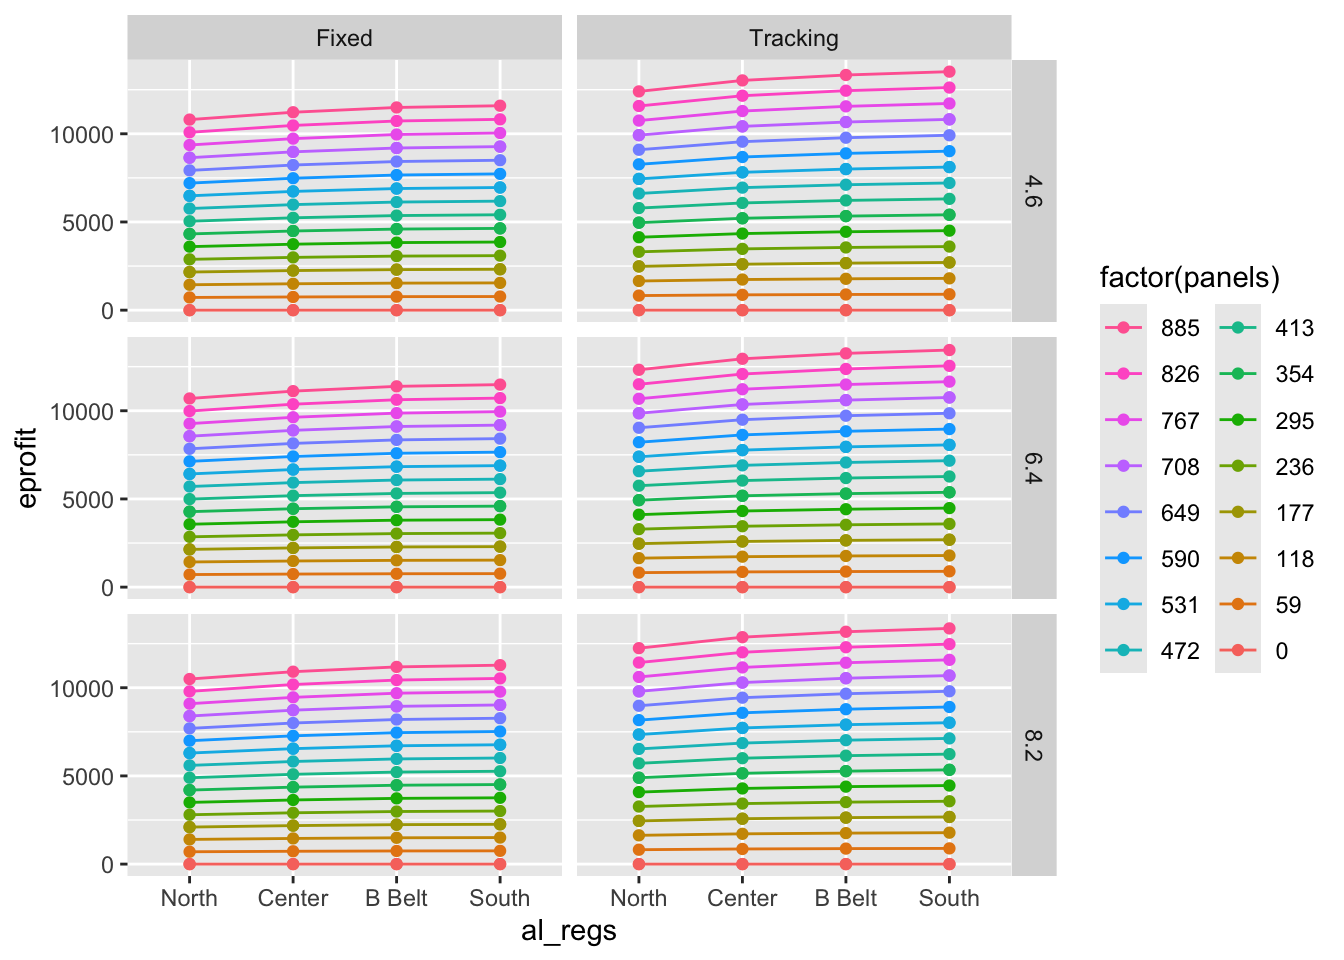 Fixed
Tracking
10000
5000
0
4.6
10000
5000
0
6.4
10000
5000
0
8.2
North Center B Belt South
North Center B Belt South
al_regs
eprofit
factor(panels)
885 413
826 354
767 295
708 236
649 177
590 118
531 59
472 0